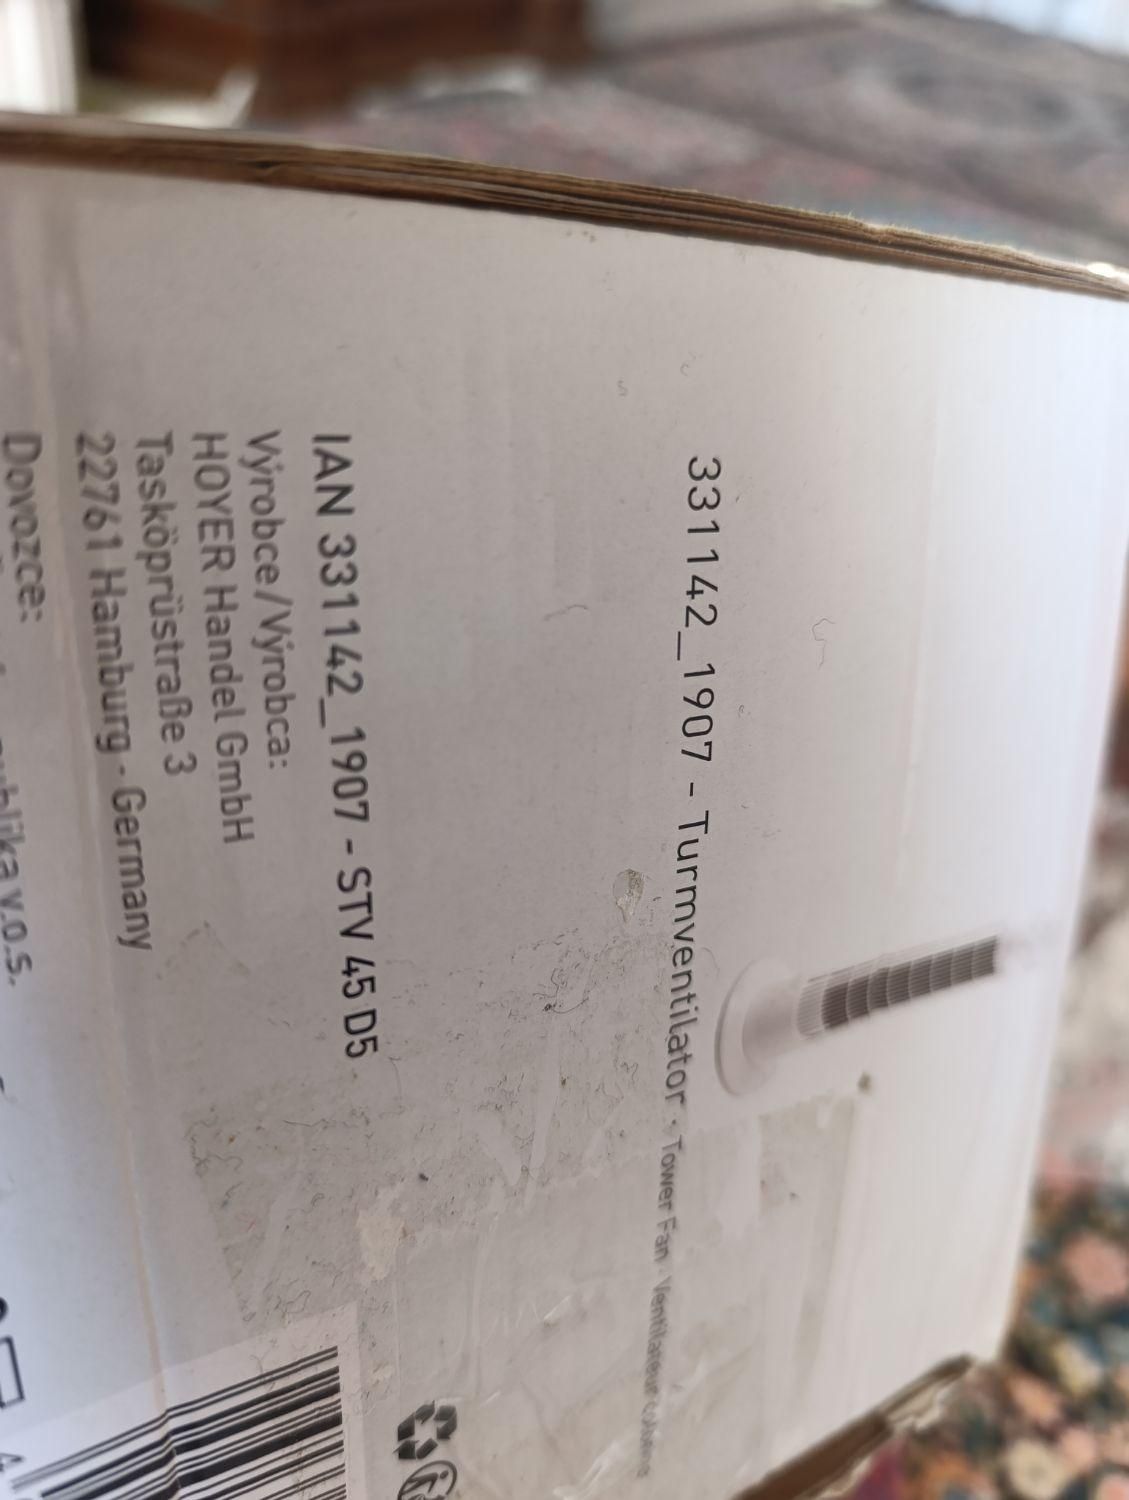 331142_1907 - Turmventilator • Tower Fan Ventilateur colonne
IAN 331142_1907 - STV 45 D5
Výrobce/Výrobca:
HOYER Handel GmbH
Tasköprüstraße 3
22761 Hamburg - Germany
Dovozce:
v.o.s.
4